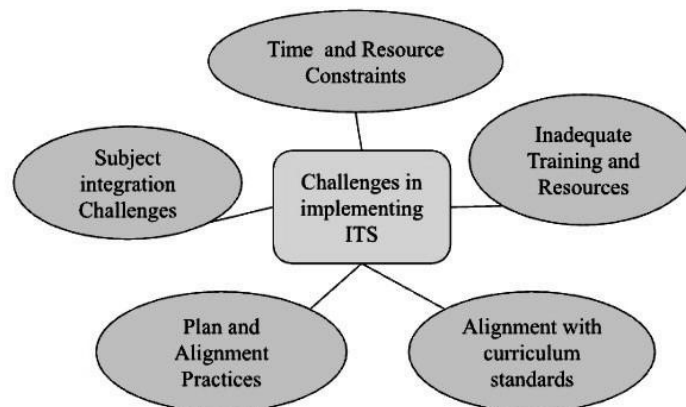 Time and Resource
Constraints
Subject
integration
Challenges
Inadequate
Training and
Resources
Challenges in
implementing
ITS
Plan and
Alignment
Practices
Alignment with
curriculum
standards